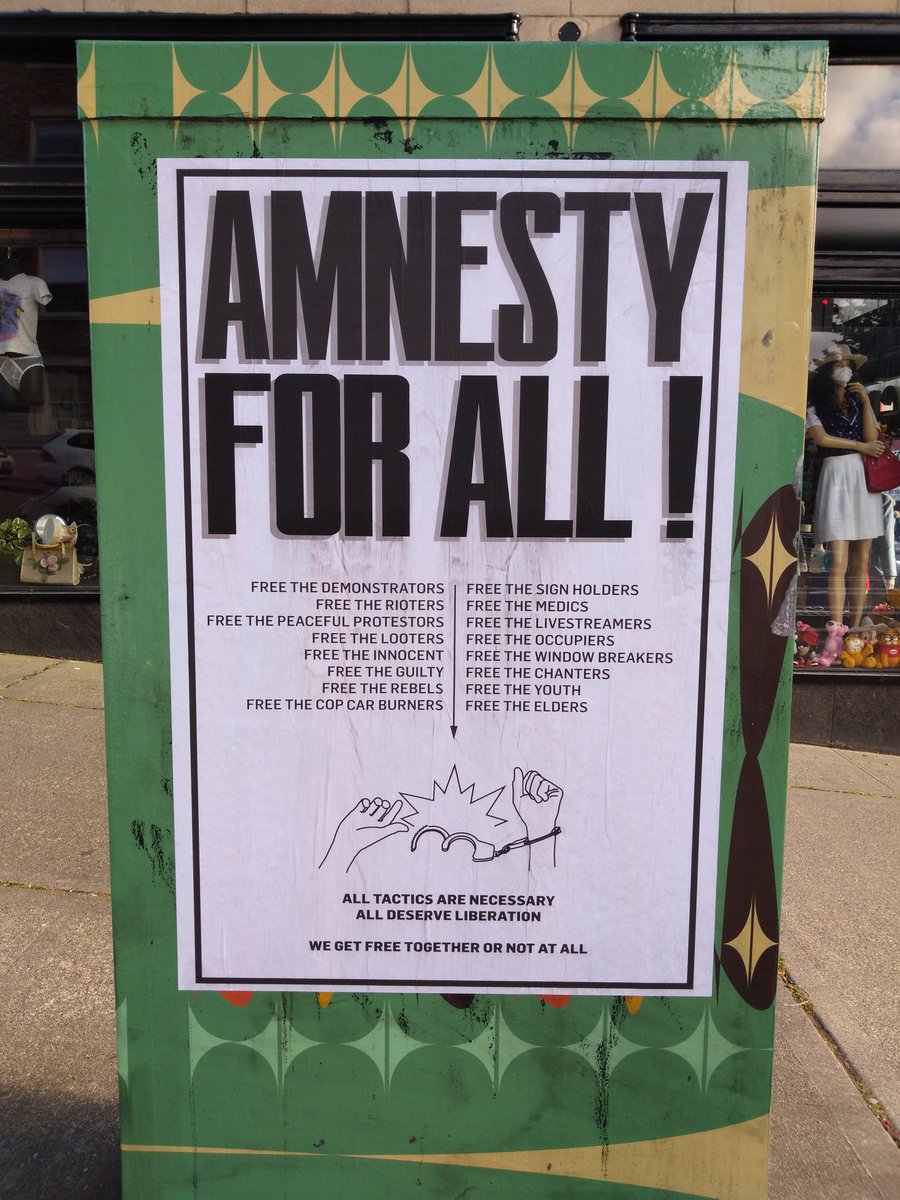 AMNESTY
FOR ALL !
FREE THE DEMONSTRATORS
FREE THE RIOTERS
FREE THE PEACEFUL PROTESTORS
FREE THE LOOTERS
FREE THE INNOCENT
FREE THE GUILTY
FREE THE REBELS
FREE THE COP CAR BURNERS
FREE THE SIGN HOLDERS
FREE THE MEDICS
FREE THE LIVESTREAMERS
FREE THE OCCUPIERS
FREE THE WINDOW BREAKERS
FREE THE CHANTERS
FREE THE YOUTH
FREE THE ELDERS
ALL TACTICS ARE NECESSARY
ALL DESERVE LIBERATION
WE GET FREE TOGETHER OR NOT AT ALL